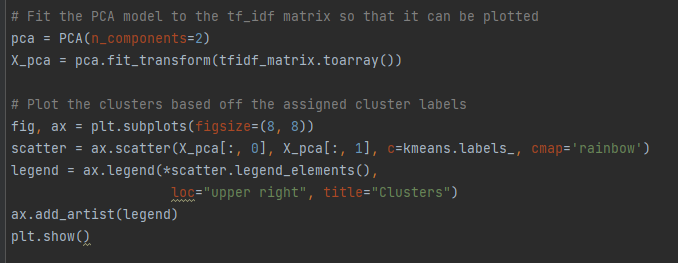 # Fit the PCA model to the tf_idf matrix so that it can be plotted
pca = PCA(n_components=2)
X_pca = pca.fit_transform(tfidf_matrix.toarray())
# Plot the clusters based off the assigned cluster labels
fig, ax = plt.subplots(figsize=(8, 8))
scatter = ax.scatter(X_pca[:, 0], X_pca[:, 1], c=kmeans.labels_, cmap='rainbow')
legend = ax.legend(*scatter.legend_elements(),
                   loc="upper right", title="Clusters")
ax.add_artist(legend)
plt.show()